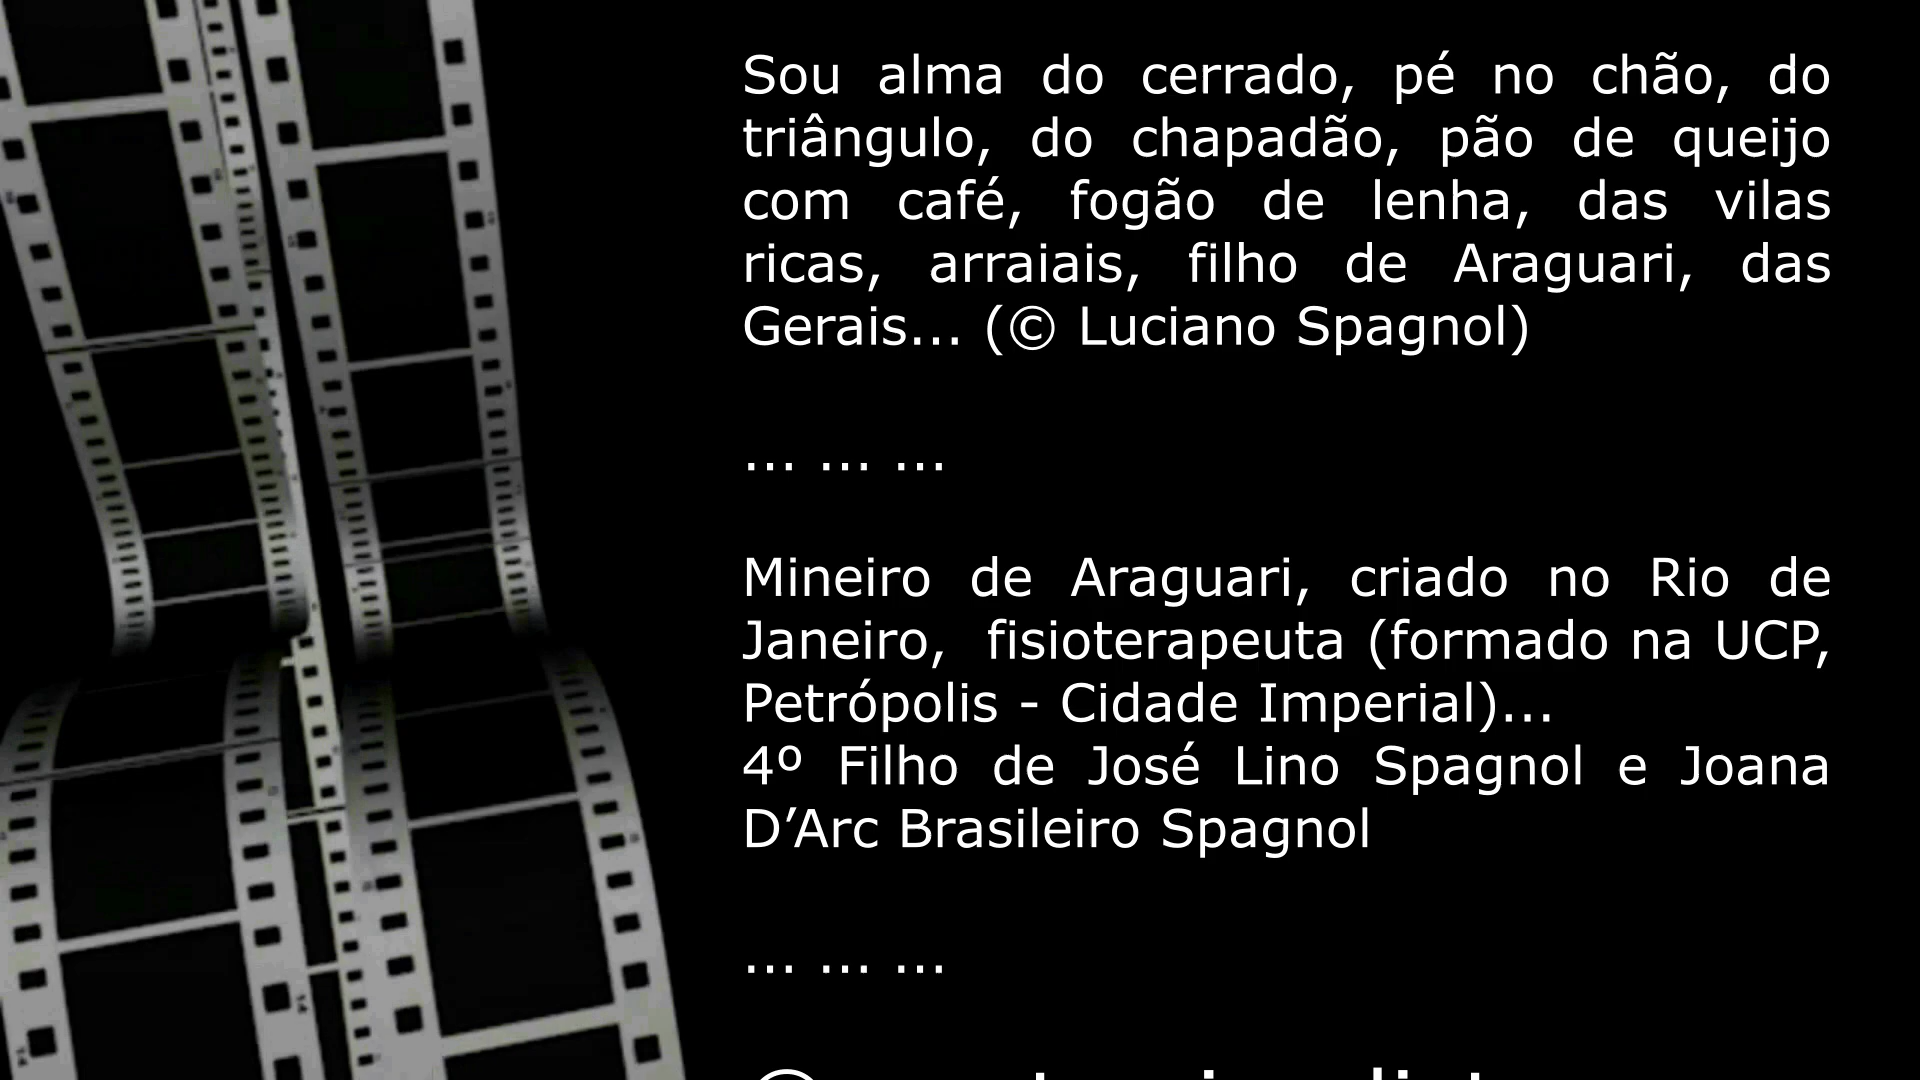 Sou alma do cerrado, pé no chão, do
triângulo, do chapadão, pão de queijo
com café, fogão de lenha, das vilas
ricas, arraiais, filho de Araguari, das
Gerais... (© Luciano Spagnol)
... ... ...
Mineiro de Araguari, criado no Rio de
Janeiro,  fisioterapeuta (formado na UCP,
Petrópolis - Cidade Imperial)...
4º Filho de José Lino Spagnol e Joana
D’Arc Brasileiro Spagnol
... ... ...